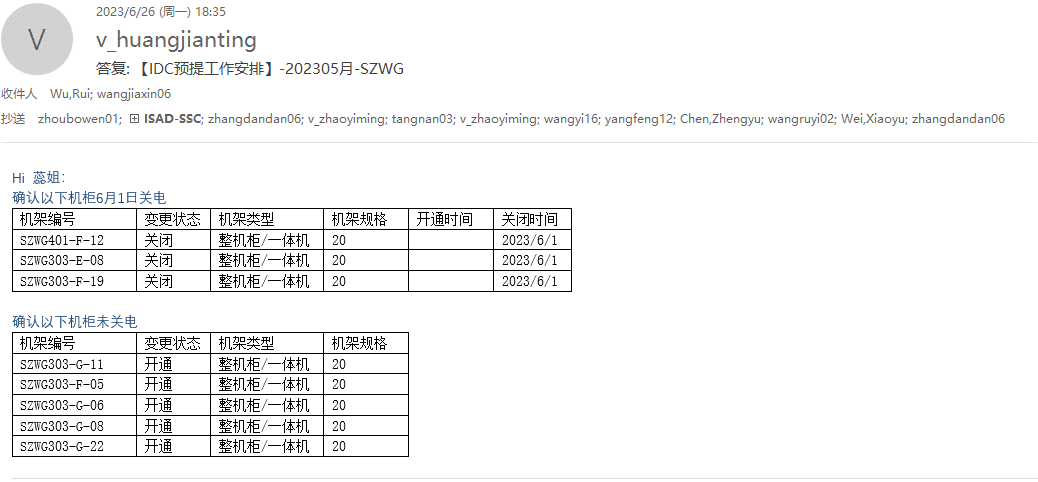 V
2023/6/26 (周一) 18:35
v_huangjianting
答复: 【IDC预提工作安排】-202305月-SZWG
收件人 Wu,Rui; wangjiaxin06
抄送 zhoubowen01; ISAD-SSC; zhangdandan06; v_zhaoyiming; tangnan03; v_zhaoyiming; wangyi16; yangfeng12; Chen,Zhengyu; wangruyi02; Wei,Xiaoyu; zhangdandan06
Hi 蕊姐：
确认以下机柜6月1日关电
机架编号 变更状态 机架类型 机架规格 开通时间 关闭时间
SZWG401-F-12 关闭 整机柜/一体机 20 2023/6/1
SZWG303-E-08 关闭 整机柜/一体机 20 2023/6/1
SZWG303-F-19 关闭 整机柜/一体机 20 2023/6/1
确认以下机柜未关电
机架编号 变更状态 机架类型 机架规格
SZWG303-G-11 开通 整机柜/一体机 20
SZWG303-F-05 开通 整机柜/一体机 20
SZWG303-G-06 开通 整机柜/一体机 20
SZWG303-G-08 开通 整机柜/一体机 20
SZWG303-G-22 开通 整机柜/一体机 20